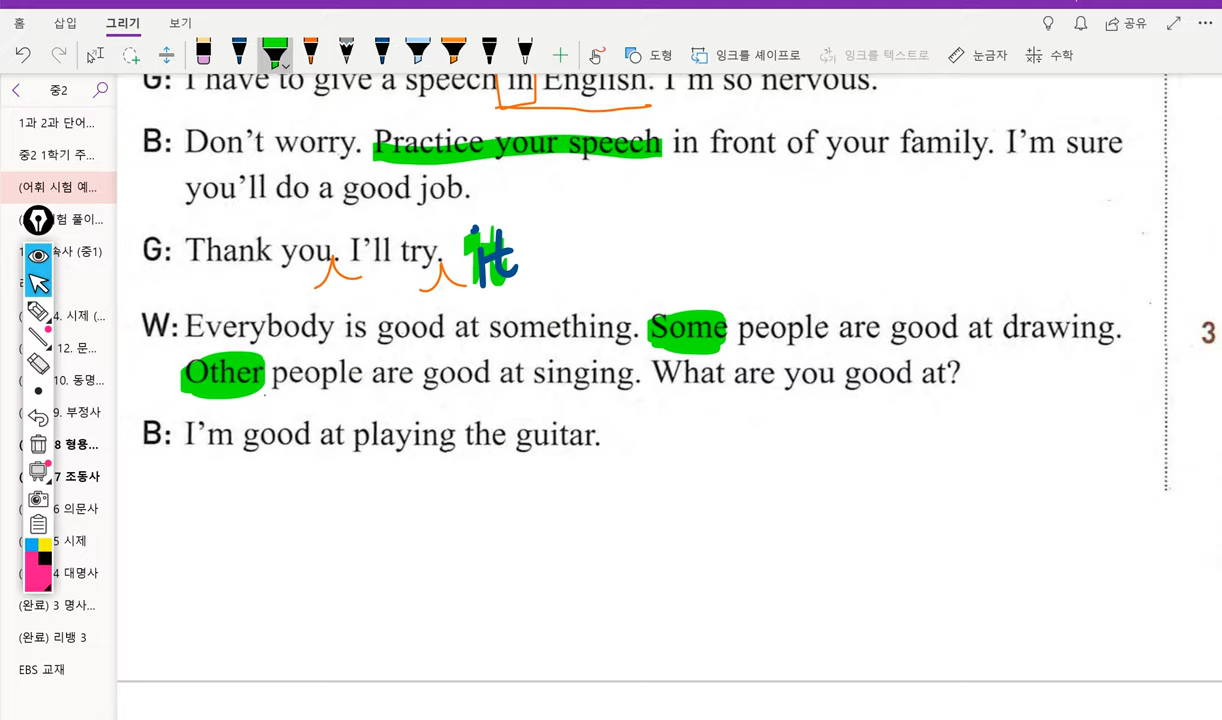 홈 삽입 그리기 보기
공유
도형 잉크를 셰이프로 잉크를 텍스트로 눈금자 수학
중2
1과 2과 단어...
중2 1학기 주...
(어휘 시험 예...
험 풀이...
속사 (중1)
4. 시제 (...
12. 문...
10. 동명...
9. 부정사
8 형용...
7 조동사
6 의문사
5 시제
4 대명사
(완료) 3 명사...
(완료) 리뱅 3
EBS 교재
G: I have to give a speech in English. I'm so nervous.
B: Don't worry. Practice your speech in front of your family. I'm sure
you'll do a good job.
G: Thank you. I'll try. it
W: Everybody is good at something. Some people are good at drawing.
Other people are good at singing. What are you good at?
B: I'm good at playing the guitar.
3